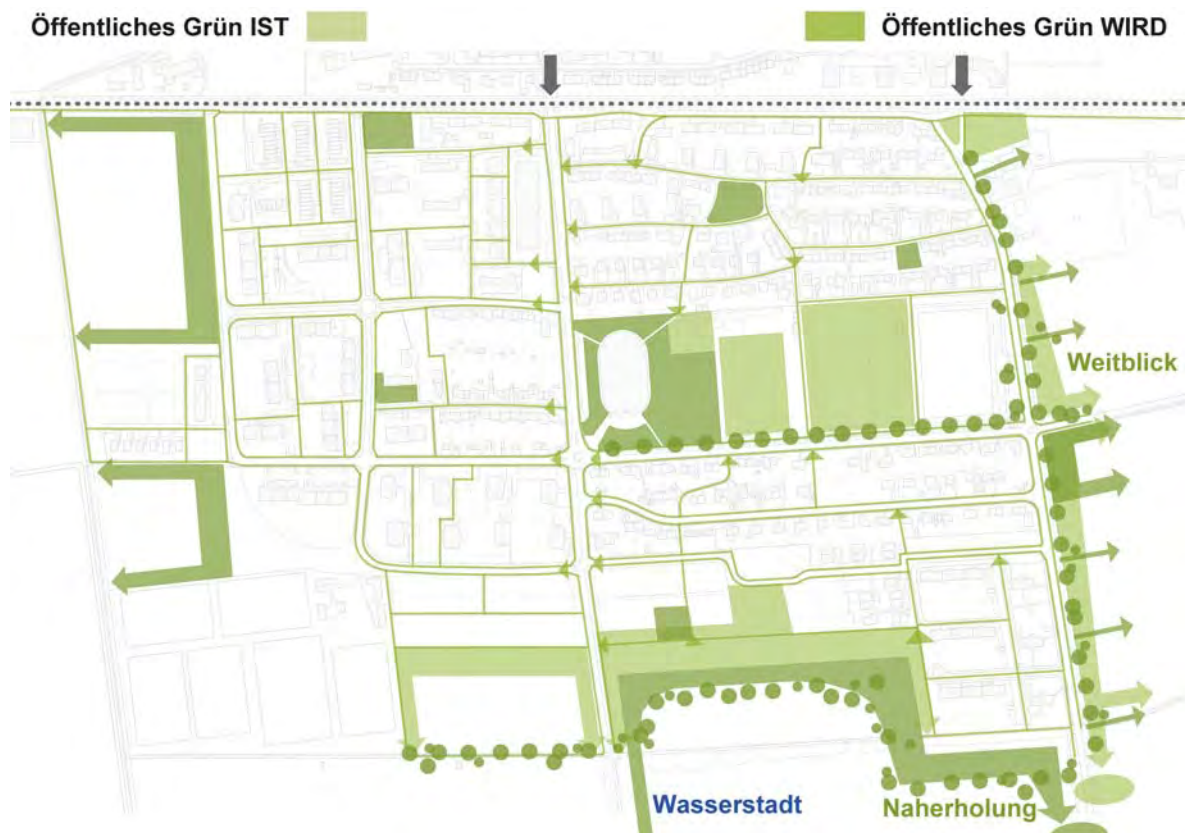 Öffentliches Grün IST
Öffentliches Grün WIRD
Weitblick
Wasserstadt
Naherholung